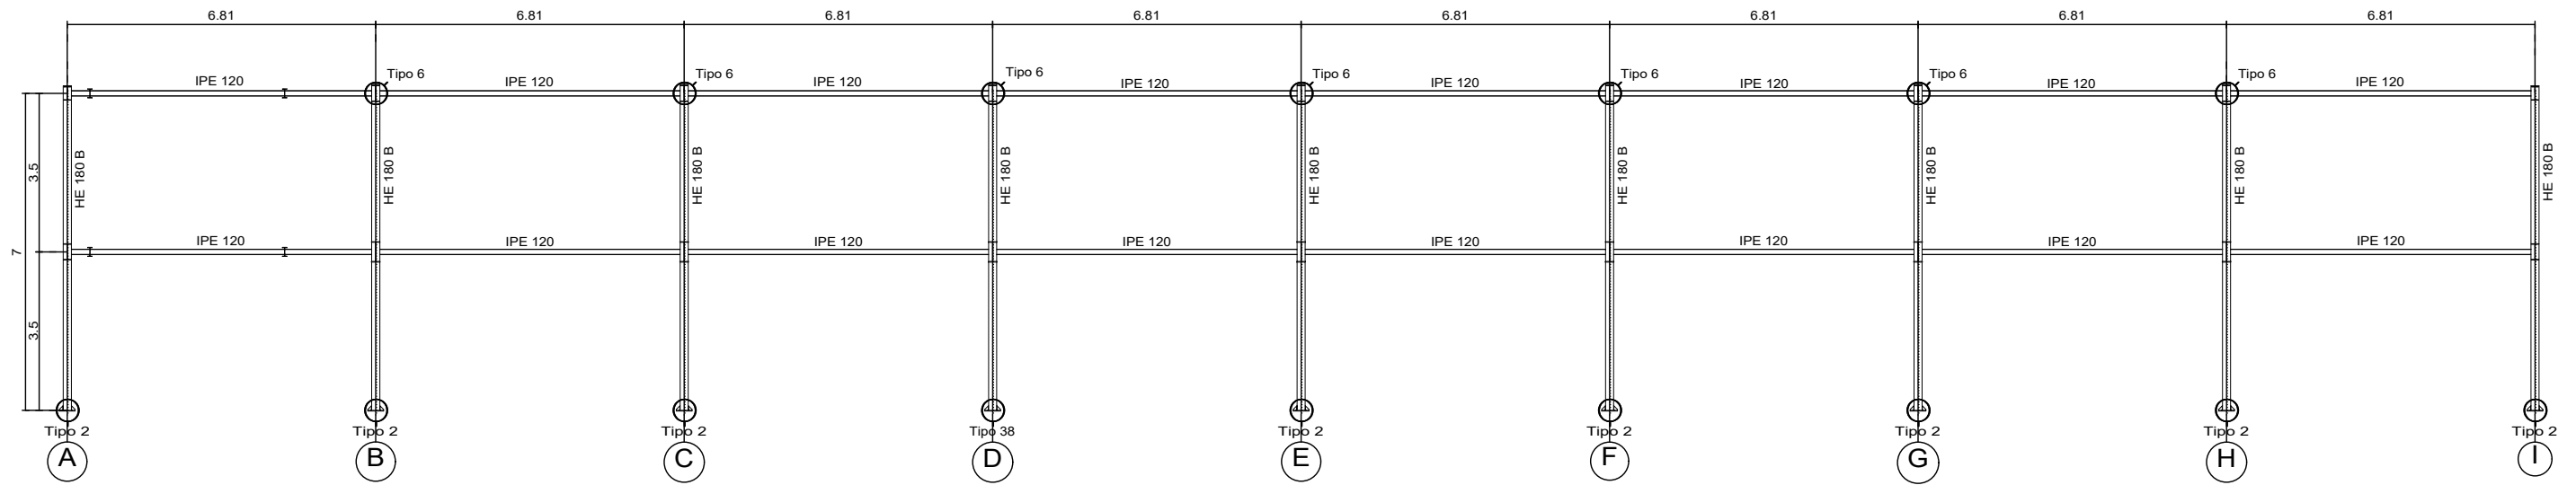 6.81 6.81 6.81 6.81 6.81 6.81 6.81 6.81
Tipo 6 Tipo 6 Tipo 6 Tipo 6 Tipo 6 Tipo 6 Tipo 6
IPE 120 IPE 120 IPE 120 IPE 120 IPE 120 IPE 120 IPE 120 IPE 120
3.5 HE 180 B HE 180 B HE 180 B HE 180 B HE 180 B HE 180 B HE 180 B HE 180 B HE 180 B
7
IPE 120 IPE 120 IPE 120 IPE 120 IPE 120 IPE 120 IPE 120 IPE 120
3.5
Tipo 2 Tipo 2 Tipo 2 Tipo 38 Tipo 2 Tipo 2 Tipo 2 Tipo 2 Tipo 2
A B C D E F G H I